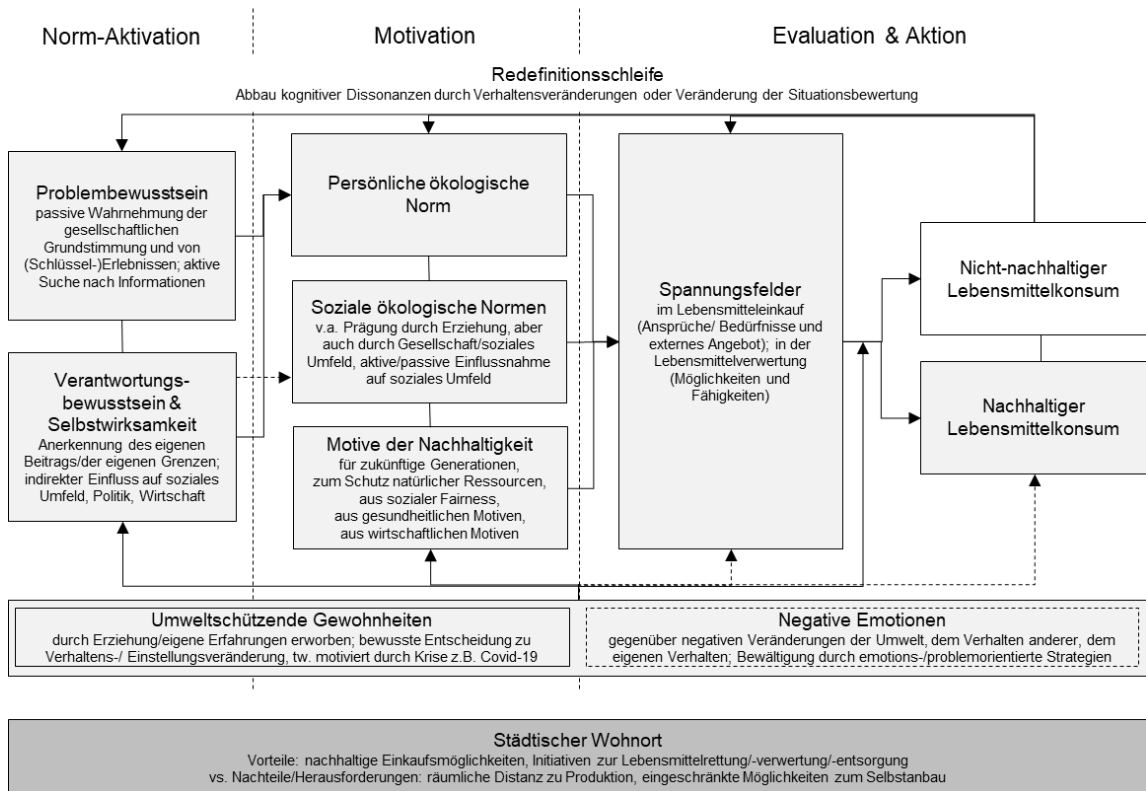 Norm-Aktivation
Motivation
Evaluation & Aktion
Redefinitionsschleife
Abbau kognitiver Dissonanzen durch Verhaltensveränderungen oder Veränderung der Situationsbewertung
Problembewusstsein
passive Wahrnehmung der
gesellschaftlichen
Grundstimmung und von
(Schlüssel-)Erlebnissen; aktive
Suche nach Informationen
Verantwortungs-
bewusstsein &
Selbstwirksamkeit
Anerkennung des eigenen
Beitrags/der eigenen Grenzen;
indirekter Einfluss auf soziales
Umfeld, Politik, Wirtschaft
Persönliche ökologische
Norm
Soziale ökologische Normen
v.a. Prägung durch Erziehung, aber
auch durch Gesellschaft/soziales
Umfeld, aktive/passive Einflussnahme
auf soziales Umfeld
Motive der Nachhaltigkeit
für zukünftige Generationen,
zum Schutz natürlicher Ressourcen,
aus sozialer Fairness,
aus gesundheitlichen Motiven,
aus wirtschaftlichen Motiven
Spannungsfelder
im Lebensmitteleinkauf
(Ansprüche/ Bedürfnisse und
externes Angebot); in der
Lebensmittelverwertung
(Möglichkeiten und
Fähigkeiten)
Nicht-nachhaltiger
Lebensmittelkonsum
Nachhaltiger
Lebensmittelkonsum
Umweltschützende Gewohnheiten
durch Erziehung/eigene Erfahrungen erworben; bewusste Entscheidung zu
Verhaltens-/ Einstellungsveränderung, tw. motiviert durch Krise z.B. Covid-19
Negative Emotionen
gegenüber negativen Veränderungen der Umwelt, dem Verhalten anderer, dem
eigenen Verhalten; Bewältigung durch emotions-/problemorientierte Strategien
Städtischer Wohnort
Vorteile: nachhaltige Einkaufsmöglichkeiten, Initiativen zur Lebensmittelrettung/-verwertung/-entsorgung
vs. Nachteile/Herausforderungen: räumliche Distanz zu Produktion, eingeschränkte Möglichkeiten zum Selbstanbau